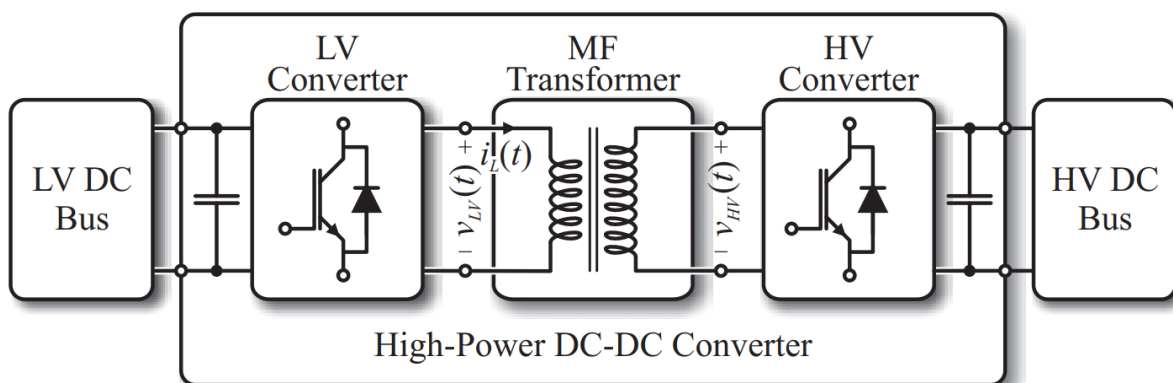 LV
Converter
MF
Transformer
HV
Converter
LV DC
Bus
+
v_LV(t)
−
i_L(t)
+
v_HV(t)
−
HV DC
Bus
High-Power DC-DC Converter